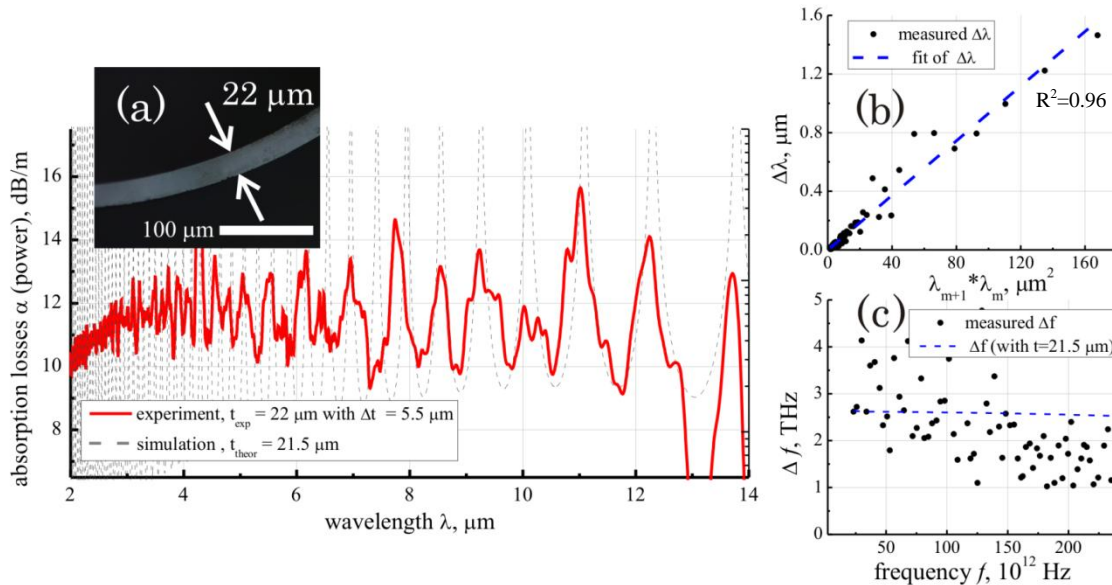 (a)
22 μm
100 μm
absorption losses α (power), dB/m
16
14
12
10
8
experiment, t_exp = 22 μm with Δt = 5.5 μm
simulation , t_theor = 21.5 μm
2 4 6 8 10 12 14
wavelength λ, μm
(b)
measured Δλ
fit of Δλ
R²=0.96
Δλ, μm
1.6
1.2
0.8
0.4
0.0
0 40 80 120 160
λ_m+1*λ_m, μm²
(c)
measured Δf
Δf (with t=21.5 μm)
Δ f, THz
5
4
3
2
1
0
50 100 150 200
frequency f, 10¹² Hz